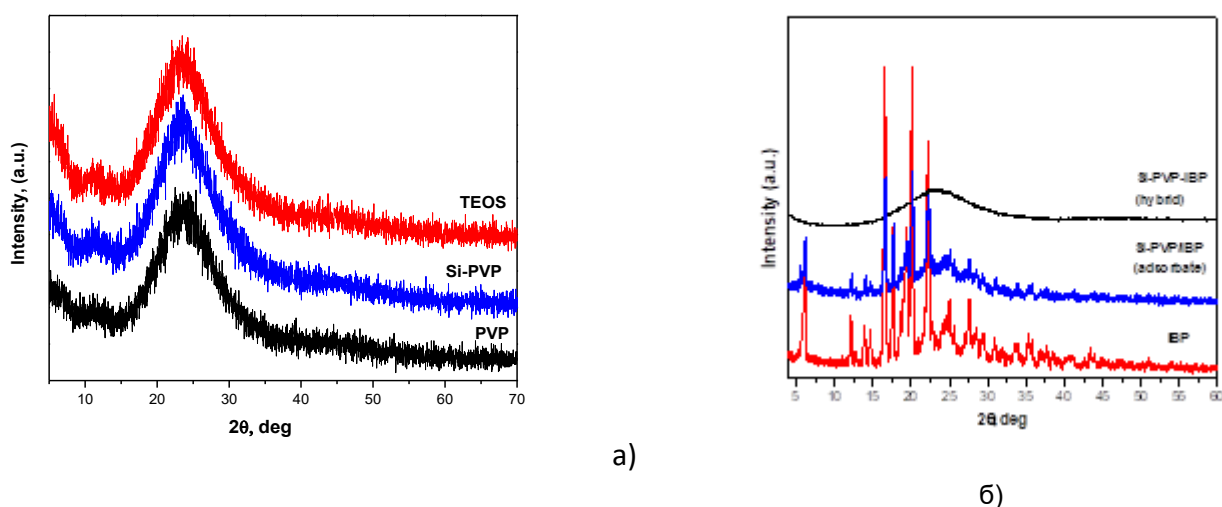 Intensity, (a.u.)
TEOS
Si-PVP
PVP
10 20 30 40 50 60 70
2θ, deg
а)
Intensity (a.u.)
Si-PVP-IBP
(hybrid)
Si-PVP/IBP
(adsorbate)
IBP
5 10 15 20 25 30 35 40 45 50 55 60
2θ, deg
б)